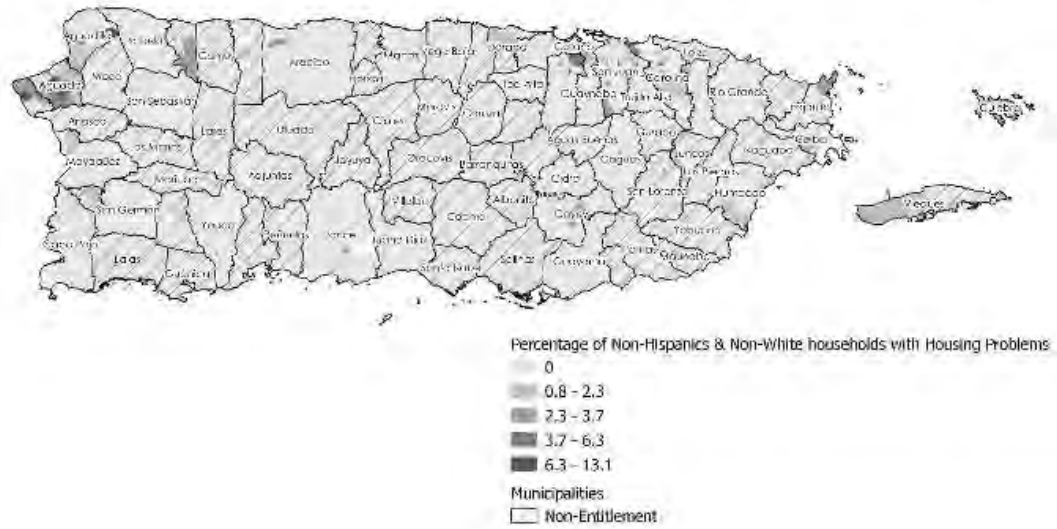 Aguadilla
Isabela
Camuy
Arecibo
Manatí
Vega Baja
Dorado
Cataño
San Juan
Loíza
Carolina
Moca
Aguada
San Sebastián
Florida
Toa Alta
Guaynabo
Trujillo Alto
Río Grande
Fajardo
Culebra
Añasco
Lares
Utuado
Ciales
Morovis
Corozal
Aguas Buenas
Gurabo
Ceiba
Las Marías
Mayagüez
Maricao
Adjuntas
Jayuya
Orocovis
Barranquitas
Caguas
Juncos
Naguabo
Las Piedras
Cidra
San Lorenzo
Humacao
Vieques
San Germán
Yauco
Villalba
Aibonito
Cayey
Yabucoa
Cabo Rojo
Lajas
Guánica
Peñuelas
Ponce
Juana Díaz
Coamo
Santa Isabel
Salinas
Guayama
Patillas
Maunabo
Percentage of Non-Hispanics & Non-White households with Housing Problems
0
0.8 - 2.3
2.3 - 3.7
3.7 - 6.3
6.3 - 13.1
Municipalities
Non-Entitlement